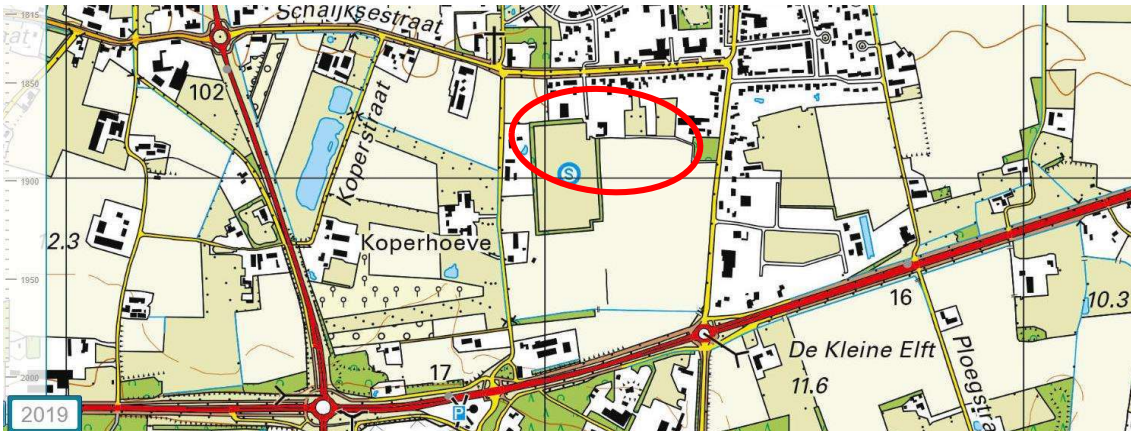 1815
Schaijksestraat
1850
102
Koperstraat
1900
S
12.3
Koperhoeve
1950
16
10.3
De Kleine Elft
Ploegstr
17
11.6
2000
P
2019